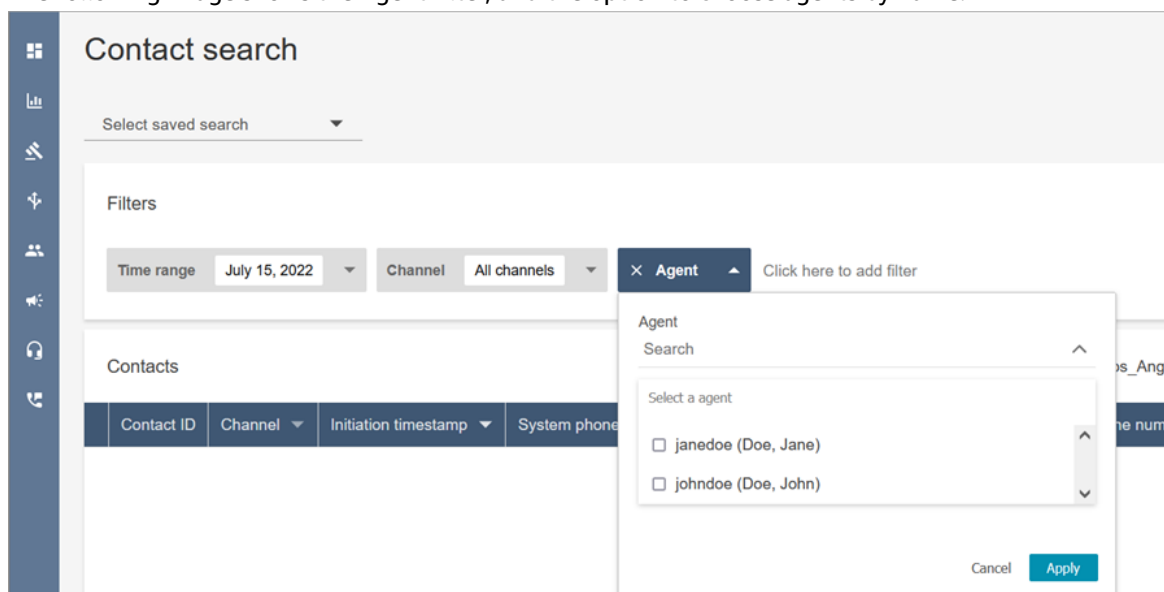 Contact search
Select saved search
Filters
Time range July 15, 2022 Channel All channels × Agent Click here to add filter
Agent
Search
Contacts
Select a agent
Contact ID Channel Initiation timestamp System phone
janedoe (Doe, Jane)
johndoe (Doe, John)
Cancel Apply